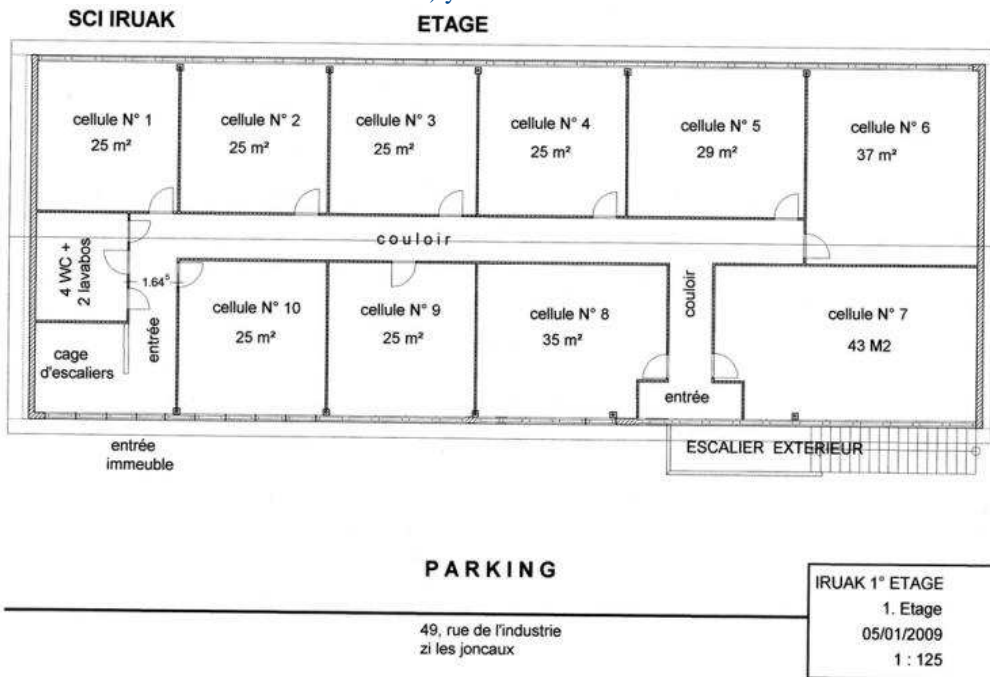 SCI IRUAK
ETAGE
cellule N° 1
25 m²
cellule N° 2
25 m²
cellule N° 3
25 m²
cellule N° 4
25 m²
cellule N° 5
29 m²
cellule N° 6
37 m²
couloir
4 WC +
2 lavabos
1.64⁵
entrée
cage
d'escaliers
cellule N° 10
25 m²
cellule N° 9
25 m²
cellule N° 8
35 m²
couloir
cellule N° 7
43 M2
entrée
entrée
immeuble
ESCALIER EXTERIEUR
PARKING
49, rue de l'industrie
zi les joncaux
IRUAK 1° ETAGE
1. Etage
05/01/2009
1 : 125